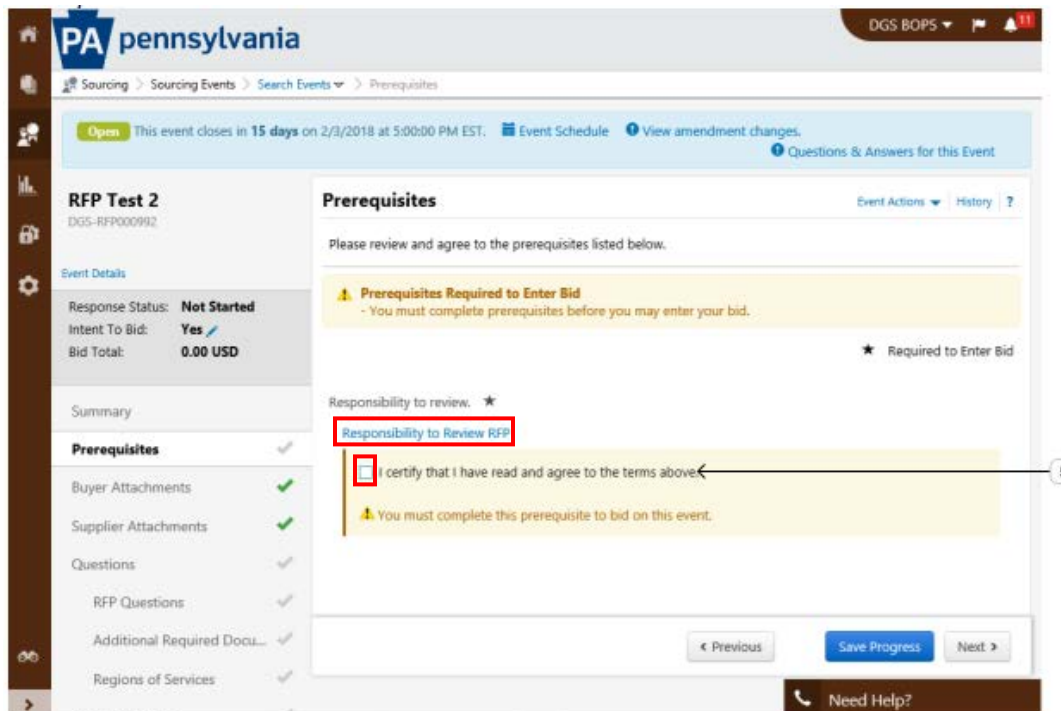 DGS BOPS
11
PA pennsylvania
Sourcing > Sourcing Events > Search Events > Prerequisites
Open This event closes in 15 days on 2/3/2018 at 5:00:00 PM EST. Event Schedule View amendment changes.
Questions & Answers for this Event
RFP Test 2
DGS-RFP000992
Event Details
Response Status: Not Started
Intent To Bid: Yes
Bid Total: 0.00 USD
Summary
Prerequisites
Buyer Attachments
Supplier Attachments
Questions
RFP Questions
Additional Required Docu...
Regions of Services
Prerequisites
Event Actions History ?
Please review and agree to the prerequisites listed below.
Prerequisites Required to Enter Bid
- You must complete prerequisites before you may enter your bid.
★ Required to Enter Bid
Responsibility to review. ★
Responsibility to Review RFP
I certify that I have read and agree to the terms above.
You must complete this prerequisite to bid on this event.
< Previous
Save Progress
Next >
Need Help?